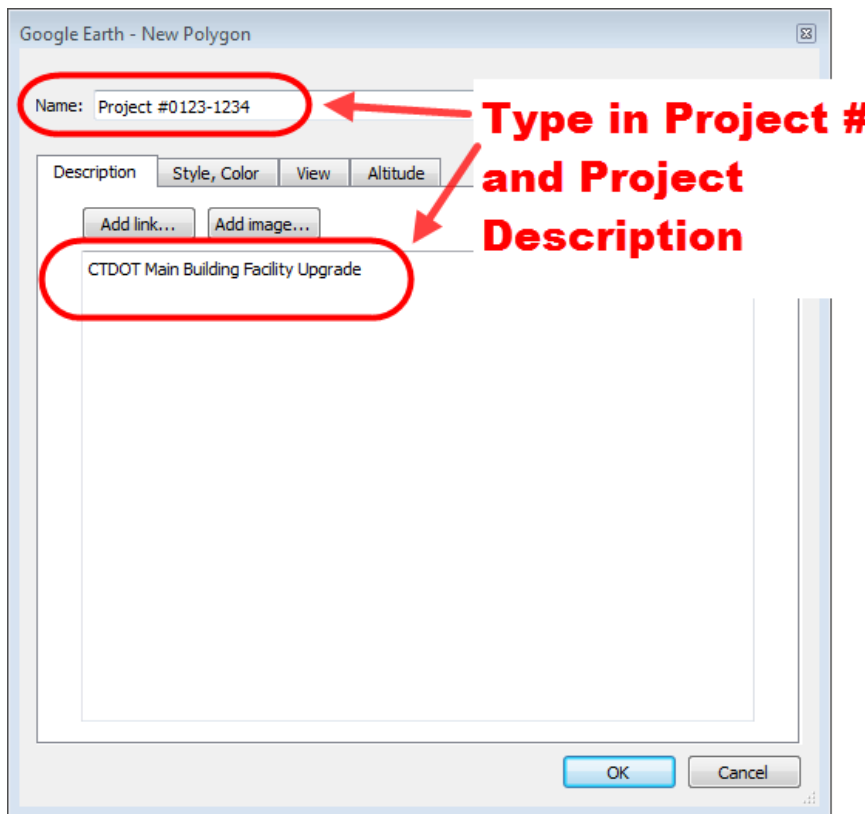 Google Earth - New Polygon
Name: Project #0123-1234
Type in Project #
and Project
Description
Description Style, Color View Altitude
Add link... Add image...
CTDOT Main Building Facility Upgrade
OK Cancel